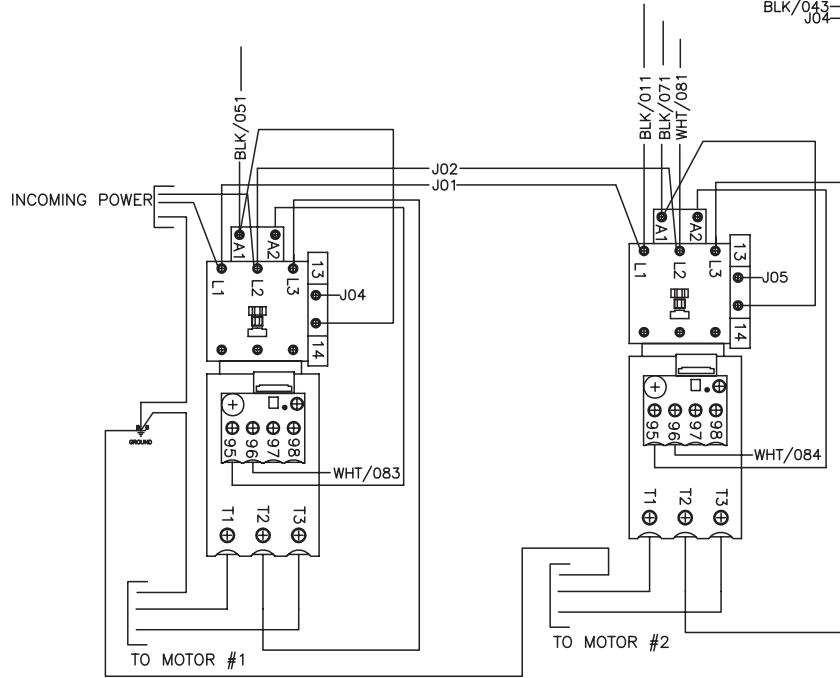 BLK/043
J04
BLK/011
BLK/071
WHT/081
BLK/051
J02
J01
INCOMING POWER
A1
A2
A1
A2
L1
L2
L3
13
14
J04
L1
L2
L3
13
14
J05
GROUND
95
96
97
98
WHT/083
95
96
97
98
WHT/084
T1
T2
T3
T1
T2
T3
TO MOTOR #1
TO MOTOR #2